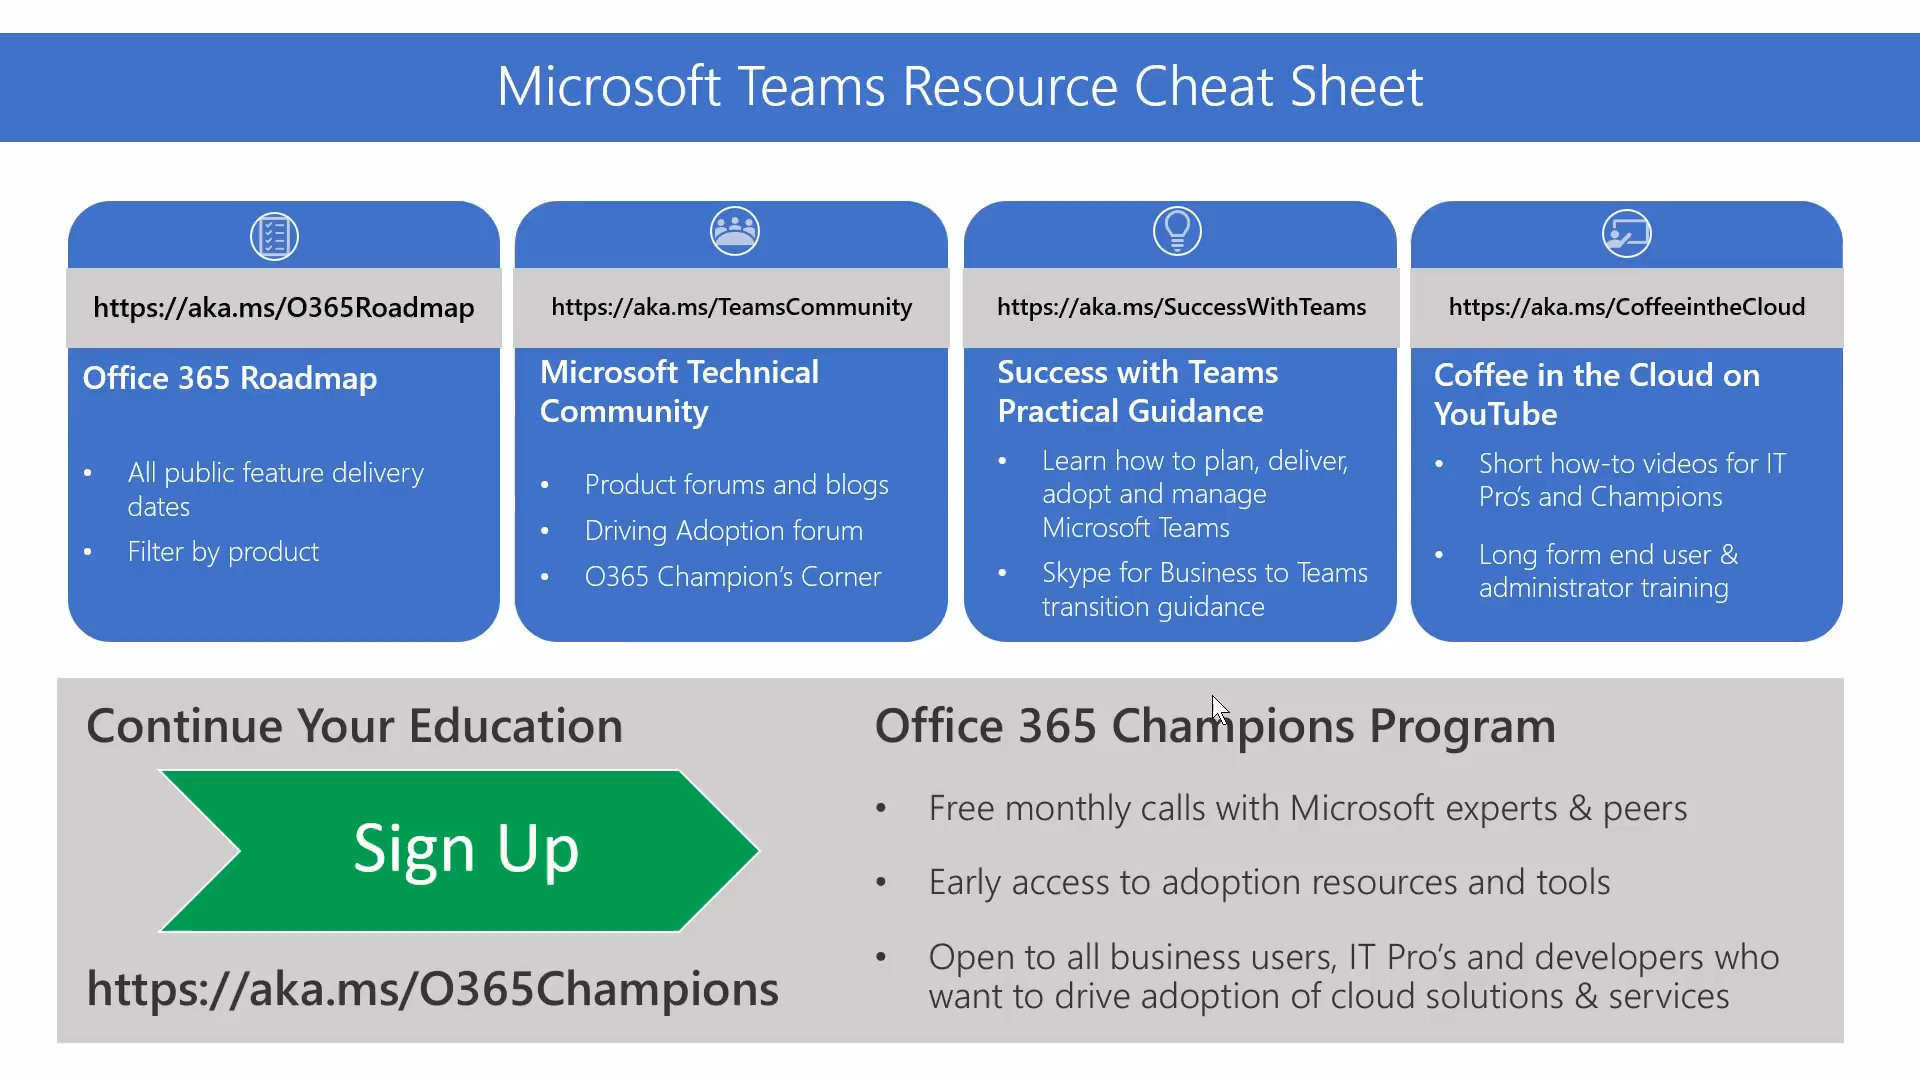 Microsoft Teams Resource Cheat Sheet
https://aka.ms/O365Roadmap
Office 365 Roadmap
• All public feature delivery
dates
• Filter by product
https://aka.ms/TeamsCommunity
Microsoft Technical
Community
• Product forums and blogs
• Driving Adoption forum
• O365 Champion's Corner
https://aka.ms/SuccessWithTeams
Success with Teams
Practical Guidance
• Learn how to plan, deliver,
adopt and manage
Microsoft Teams
• Skype for Business to Teams
transition guidance
https://aka.ms/CoffeeintheCloud
Coffee in the Cloud on
YouTube
• Short how-to videos for IT
Pro's and Champions
• Long form end user &
administrator training
Continue Your Education
Sign Up
https://aka.ms/O365Champions
Office 365 Champions Program
• Free monthly calls with Microsoft experts & peers
• Early access to adoption resources and tools
• Open to all business users, IT Pro's and developers who
want to drive adoption of cloud solutions & services